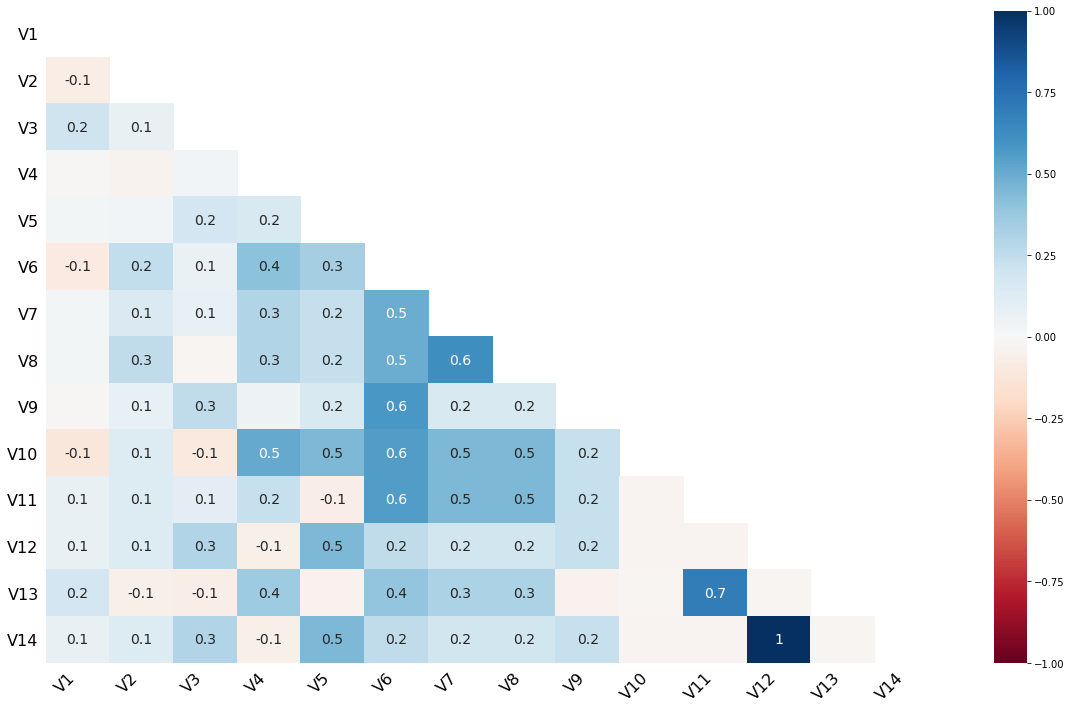 V1
V2 -0.1
V3 0.2 0.1
V4
V5 0.2 0.2
V6 -0.1 0.2 0.1 0.4 0.3
V7 0.1 0.1 0.3 0.2 0.5
V8 0.3 0.3 0.2 0.5 0.6
V9 0.1 0.3 0.2 0.6 0.2 0.2
V10 -0.1 0.1 -0.1 0.5 0.5 0.6 0.5 0.5 0.2
V11 0.1 0.1 0.1 0.2 -0.1 0.6 0.5 0.5 0.2
V12 0.1 0.1 0.3 -0.1 0.5 0.2 0.2 0.2 0.2
V13 0.2 -0.1 -0.1 0.4 0.4 0.3 0.3 0.7
V14 0.1 0.1 0.3 -0.1 0.5 0.2 0.2 0.2 0.2 1
V1 V2 V3 V4 V5 V6 V7 V8 V9 V10 V11 V12 V13 V14
1.00
0.75
0.50
0.25
0.00
−0.25
−0.50
−0.75
−1.00